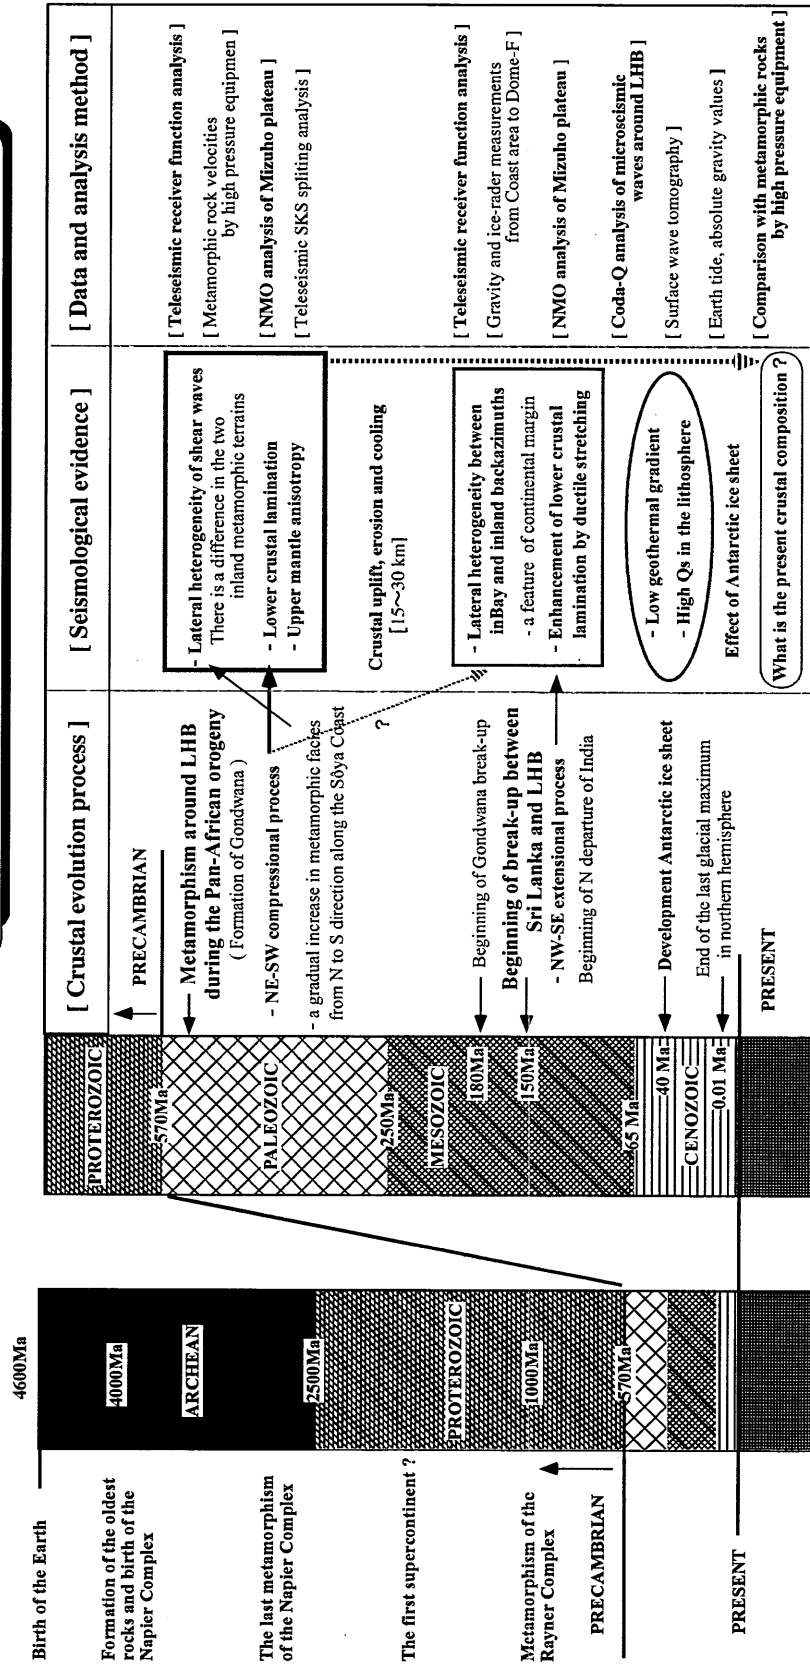 4600Ma
Birth of the Earth
4000Ma
Formation of the oldest
rocks and birth of the
Napier Complex
ARCHEAN
2500Ma
The last metamorphism
of the Napier Complex
The first supercontinent ?
PROTEROZOIC
1000Ma
Metamorphism of the
Rayner Complex
PRECAMBRIAN
570Ma
PRESENT
PROTEROZOIC
570Ma
PALEOZOIC
250Ma
MESOZOIC
180Ma
150Ma
65 Ma
40 Ma
CENOZOIC
0.01 Ma
[ Crustal evolution process ]
PRECAMBRIAN
Metamorphism around LHB
during the Pan-African orogeny
( Formation of Gondwana )
- NE-SW compressional process
- a gradual increase in metamorphic facies
from N to S direction along the Sôya Coast
?
Beginning of Gondwana break-up
Beginning of break-up between
Sri Lanka and LHB
- NW-SE extensional process
Beginning of N departure of India
Development Antarctic ice sheet
End of the last glacial maximum
in northern hemisphere
PRESENT
[ Seismological evidence ]
- Lateral heterogeneity of shear waves
There is a difference in the two
inland metamorphic terrains
- Lower crustal lamination
- Upper mantle anisotropy
Crustal uplift, erosion and cooling
[15～30 km]
- Lateral heterogenety between
inBay and inland backazimuths
- a feature of continental margin
- Enhancement of lower crustal
lamination by ductile stretching
- Low geothermal gradient
- High Qs in the lithosphere
Effect of Antarctic ice sheet
What is the present crustal composition ?
[ Data and analysis method ]
[ Teleseismic receiver function analysis ]
[ Metamorphic rock velocities
by high pressure equipmen ]
[ NMO analysis of Mizuho plateau ]
[ Teleseismic SKS spliting analysis ]
[ Teleseismic receiver function analysis ]
[ Gravity and ice-rader measurements
from Coast area to Dome-F ]
[ NMO analysis of Mizuho plateau ]
[ Coda-Q analysis of microscismic
waves around LHB ]
[ Surface wave tomography ]
[ Earth tide, absolute gravity values ]
[ Comparison with metamorphic rocks
by high pressure equipment ]